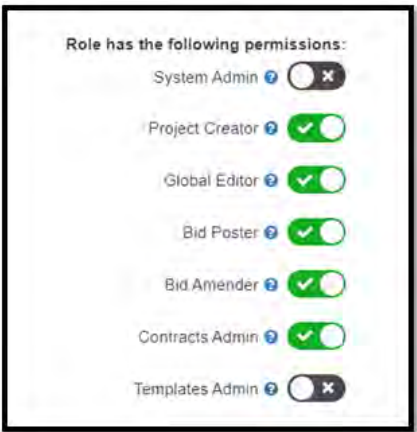 Role has the following permissions:
System Admin ?
Project Creator ?
Global Editor ?
Bid Poster ?
Bid Amender ?
Contracts Admin ?
Templates Admin ?